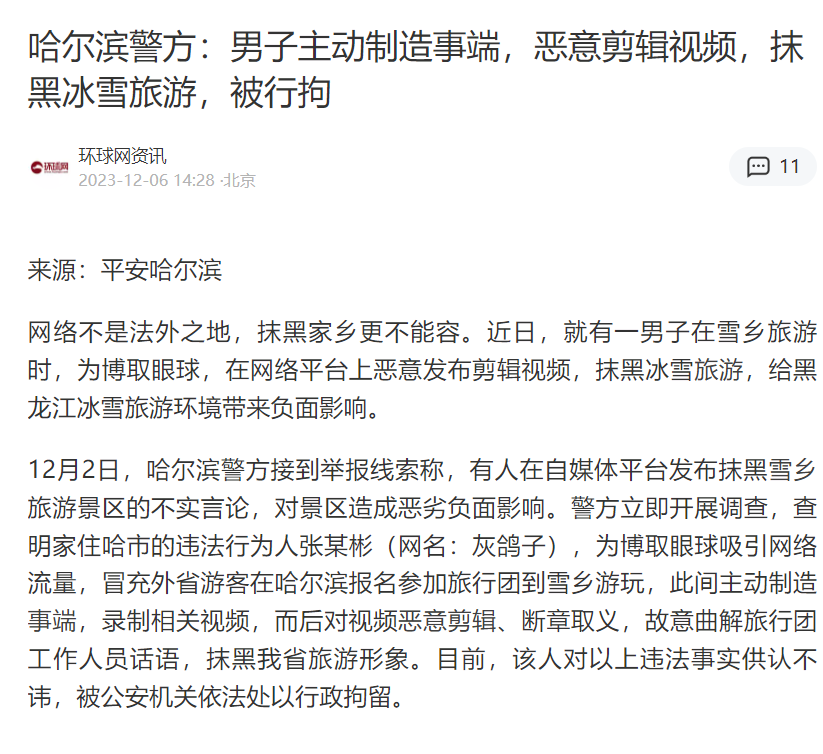 哈尔滨警方：男子主动制造事端，恶意剪辑视频，抹
黑冰雪旅游，被行拘
环球网
环球网资讯
2023-12-06 14:28 ·北京
11
来源：平安哈尔滨
网络不是法外之地，抹黑家乡更不能容。近日，就有一男子在雪乡旅游
时，为博取眼球，在网络平台上恶意发布剪辑视频，抹黑冰雪旅游，给黑
龙江冰雪旅游环境带来负面影响。
12月2日，哈尔滨警方接到举报线索称，有人在自媒体平台发布抹黑雪乡
旅游景区的不实言论，对景区造成恶劣负面影响。警方立即开展调查，查
明家住哈市的违法行为人张某彬（网名：灰鸽子），为博取眼球吸引网络
流量，冒充外省游客在哈尔滨报名参加旅行团到雪乡游玩，此间主动制造
事端，录制相关视频，而后对视频恶意剪辑、断章取义，故意曲解旅行团
工作人员话语，抹黑我省旅游形象。目前，该人对以上违法事实供认不
讳，被公安机关依法处以行政拘留。